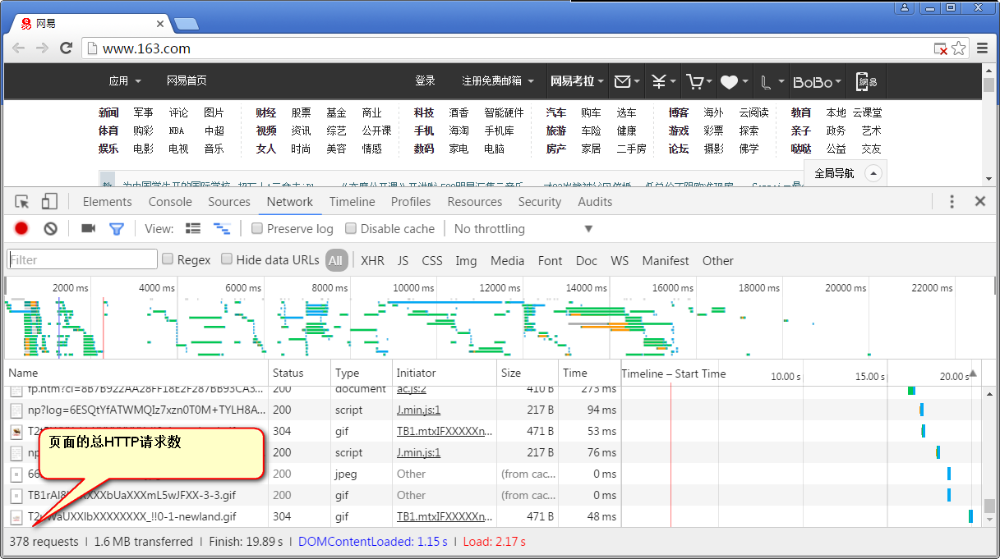 网易
www.163.com
应用 网易首页 登录 注册免费邮箱 网易考拉 BoBo 網易
新闻 军事 评论 图片 财经 股票 基金 商业 科技 酒香 智能硬件 汽车 购车 选车 博客 海外 云阅读 教育 本地 云课堂
体育 购彩 NBA 中超 视频 资讯 综艺 公开课 手机 海淘 手机库 旅游 车险 健康 游戏 彩票 探索 亲子 政务 艺术
娱乐 电影 电视 音乐 女人 时尚 美容 情感 数码 家电 电脑 房产 家居 二手房 论坛 摄影 佛学 哒哒 公益 交友
全局导航
Elements Console Sources Network Timeline Profiles Resources Security Audits
View: Preserve log Disable cache No throttling
Filter Regex Hide data URLs All XHR JS CSS Img Media Font Doc WS Manifest Other
2000 ms 4000 ms 6000 ms 8000 ms 10000 ms 12000 ms 14000 ms 16000 ms 18000 ms 20000 ms 22000 ms
Name Status Type Initiator Size Time Timeline – Start Time 10.00 s 15.00 s 20.00 s
fp.htm?cl=8B7B922AA28FF18E2F287BB93CA3... 200 document ac.js:2 410 B 273 ms
np?log=6ESQtYfATWMQIz7xzn0T0M+TYLH8A... 200 script J.min.js:1 217 B 94 ms
304 gif TB1.mtxIFXXXXXn... 471 B 53 ms
np 200 script J.min.js:1 217 B 76 ms
页面的总HTTP请求数
66 200 jpeg Other (from cac... 0 ms
TB1rAI8 XXXbUaXXXmL5wJFXX-3-3.gif 200 gif Other (from cac... 0 ms
WaUXXIbXXXXXXXX_!!0-1-newland.gif 304 gif TB1.mtxIFXXXXXn... 471 B 48 ms
378 requests | 1.6 MB transferred | Finish: 19.89 s | DOMContentLoaded: 1.15 s | Load: 2.17 s